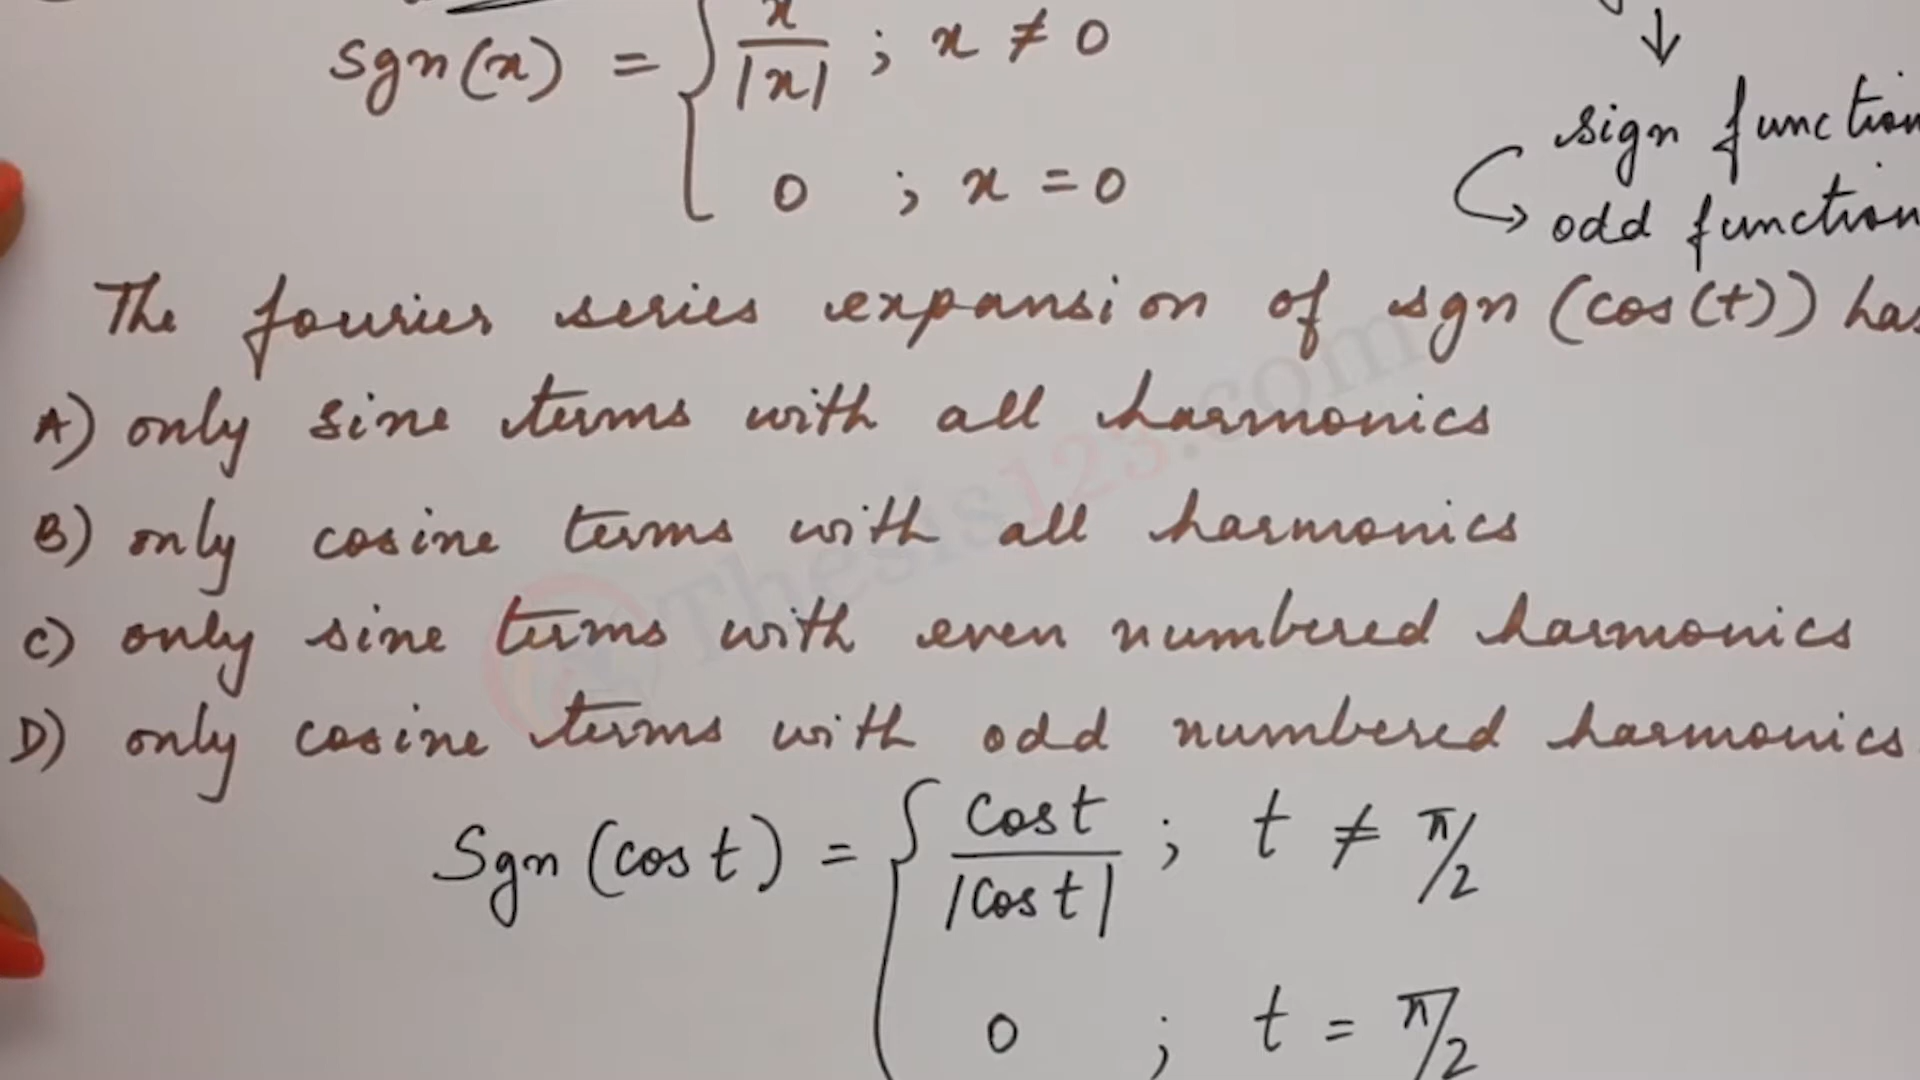 sgn(x) = { x/|x| ; x ≠ 0
0 ; x = 0
↓
sign function
↳ odd function
The fourier series expansion of sgn (cos(t)) has
A) only sine terms with all harmonics
B) only cosine terms with all harmonics
C) only sine terms with even numbered harmonics
D) only cosine terms with odd numbered harmonics.
Sgn (cos t) = { Cos t/|Cos t| ; t ≠ π/2
0 ; t = π/2
Thesis123.com